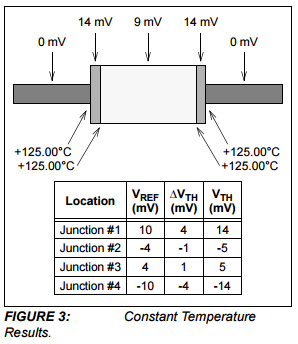 14 mV 9 mV 14 mV
0 mV 0 mV
+125.00°C +125.00°C
+125.00°C +125.00°C
Location VREF (mV) ΔVTH (mV) VTH (mV)
Junction #1 10 4 14
Junction #2 -4 -1 -5
Junction #3 4 1 5
Junction #4 -10 -4 -14
FIGURE 3: Constant Temperature
Results.